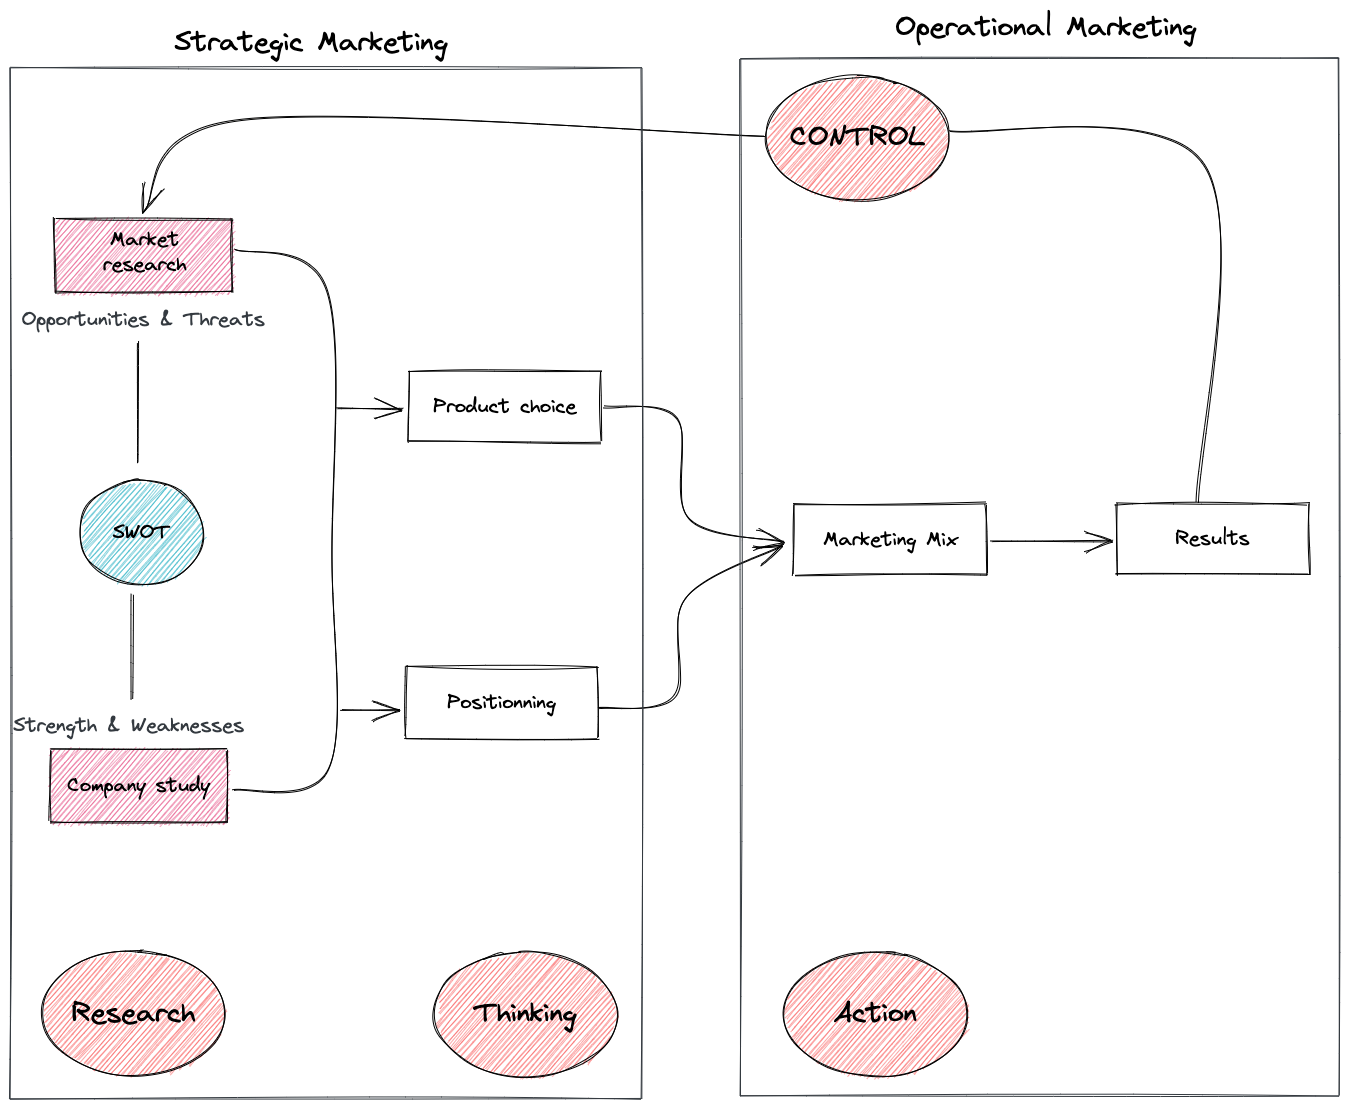 Strategic Marketing
Operational Marketing
CONTROL
Market
research
Opportunities & Threats
Product choice
SWOT
Marketing Mix
Results
Positionning
Strength & Weaknesses
Company study
Research
Thinking
Action